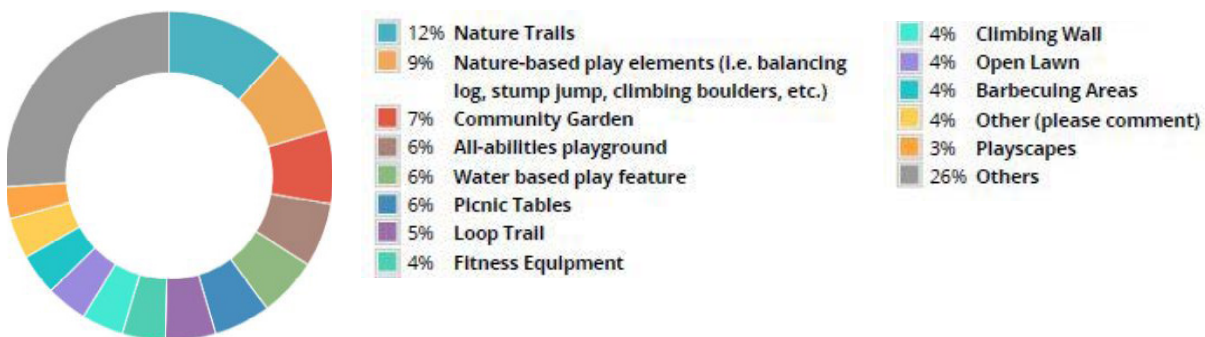 12% Nature Trails
9% Nature-based play elements (i.e. balancing
log, stump jump, climbing boulders, etc.)
7% Community Garden
6% All-abilities playground
6% Water based play feature
6% Picnic Tables
5% Loop Trail
4% Fitness Equipment
4% Climbing Wall
4% Open Lawn
4% Barbecuing Areas
4% Other (please comment)
3% Playscapes
26% Others